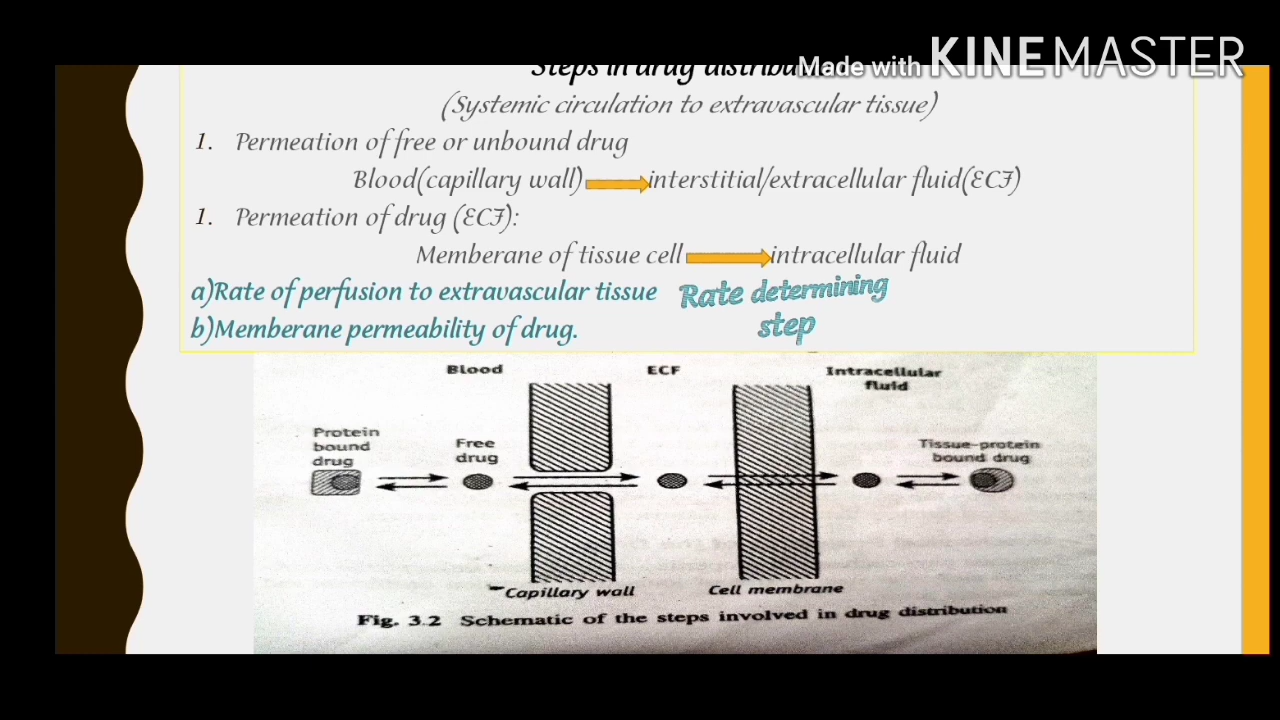 Made with KINEMASTER
Steps in drug
(Systemic circulation to extravascular tissue)
1. Permeation of free or unbound drug
Blood(capillary wall) interstitial/extracellular fluid(ECF)
1. Permeation of drug (ECF):
Memberane of tissue cell intracellular fluid
a)Rate of perfusion to extravascular tissue
Rate determining
step
b)Memberane permeability of drug.
Blood ECF Intracellular
fluid
Protein
bound
drug
Free
drug
Tissue-protein
bound drug
Capillary wall Cell membrane
Fig. 3.2 Schematic of the steps involved in drug distribution